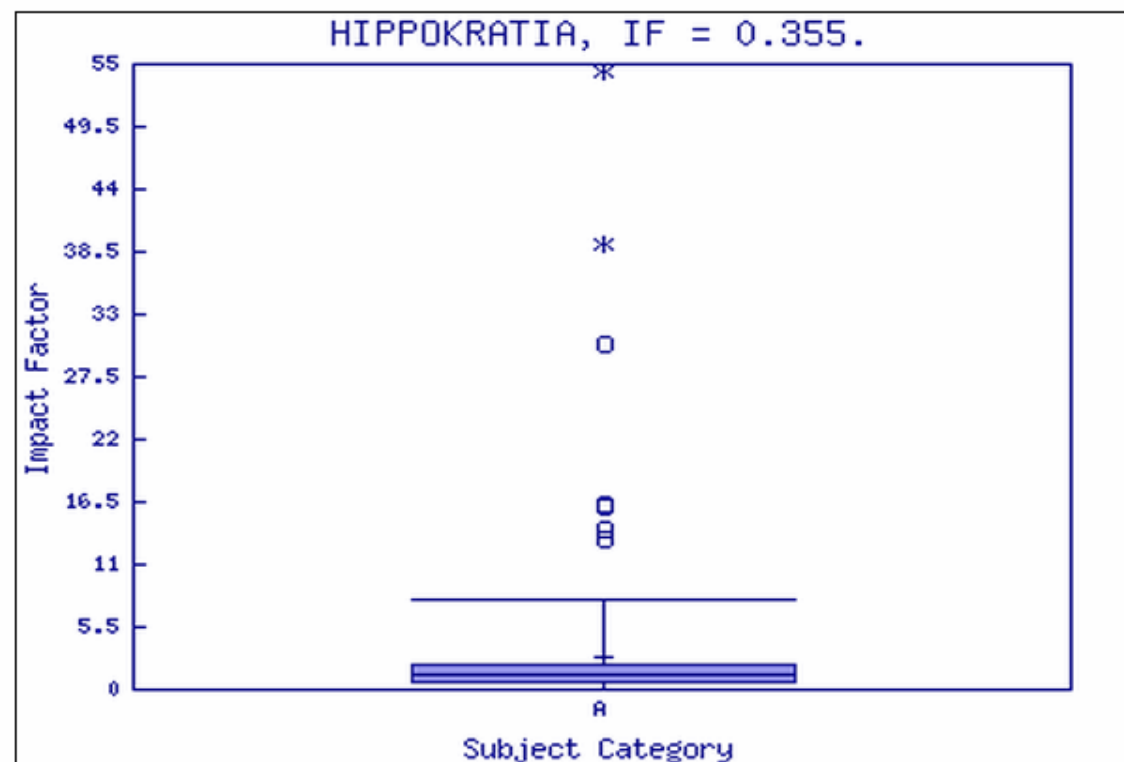 HIPPOKRATIA, IF = 0.355.
55
49.5
44
38.5
33
27.5
22
16.5
11
5.5
0
Impact Factor
A
Subject Category